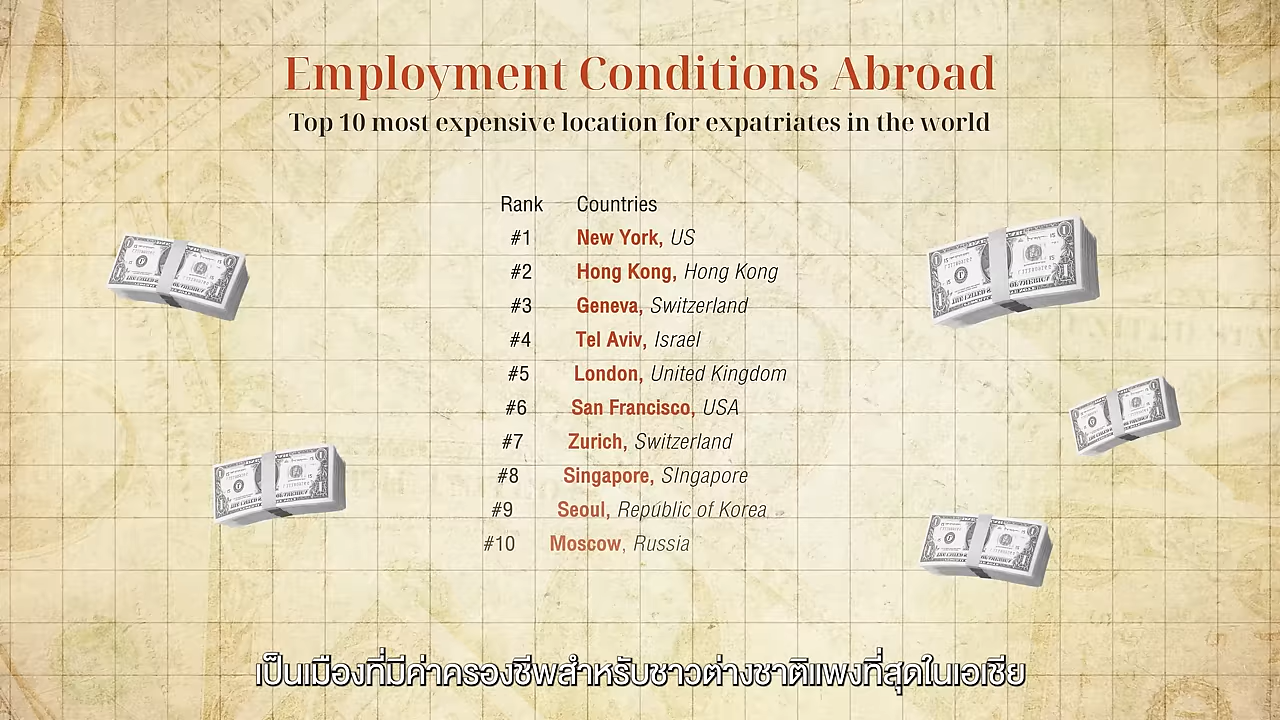 Employment Conditions Abroad
Top 10 most expensive location for expatriates in the world
Rank Countries
#1 New York, US
#2 Hong Kong, Hong Kong
#3 Geneva, Switzerland
#4 Tel Aviv, Israel
#5 London, United Kingdom
#6 San Francisco, USA
#7 Zurich, Switzerland
#8 Singapore, SIngapore
#9 Seoul, Republic of Korea
#10 Moscow, Russia
เป็นเมืองที่มีค่าครองชีพสำหรับชาวต่างชาติแพงที่สุดในเอเชีย